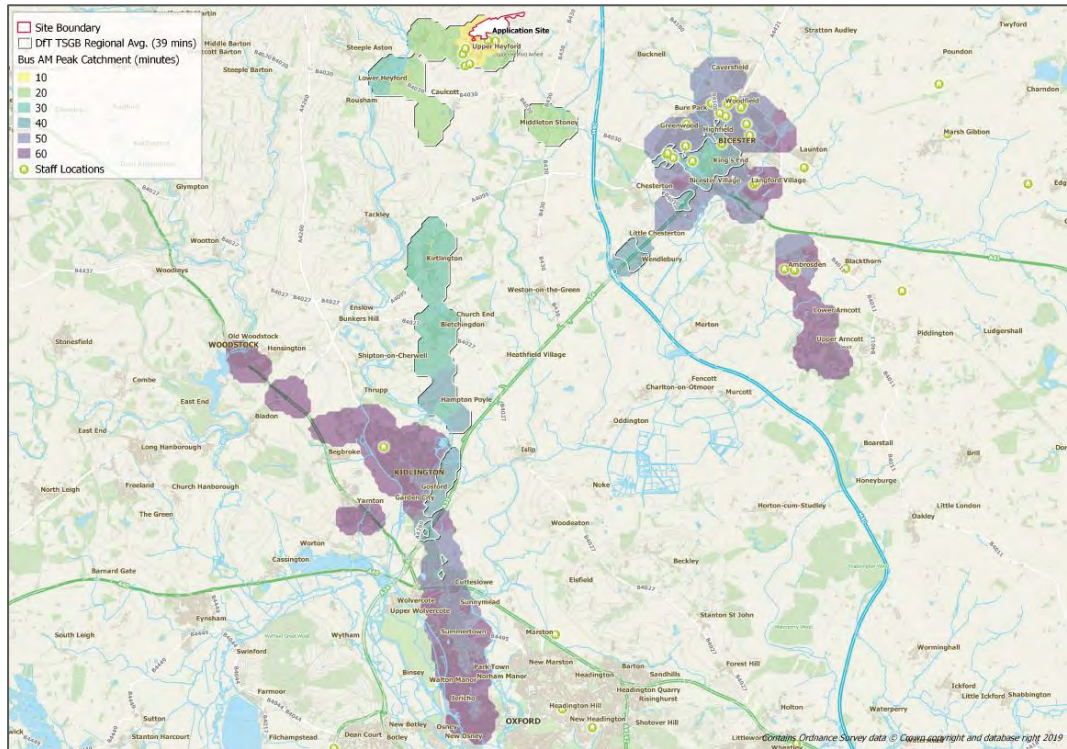 Site Boundary
DfT TSGB Regional Avg. (39 mins)
Bus AM Peak Catchment (minutes)
10
20
30
40
50
60
Staff Locations
Application Site
Middle Barton
Steeple Barton
Steeple Aston
Upper Heyford
Lower Heyford
Caulcott
B4030
Rousham
Middleton Stoney
B430
Bucknell
Caversfield
Stratton Audley
Twyford
Poundon
Charndon
Bure Park
Woodfield
Greenwood
Highfield
BICESTER
King's End
Launton
Marsh Gibbon
Bicester Village
Langford Village
Chesterton
Glympton
Tackley
Wootton
Kirtlington
Little Chesterton
Wendlebury
Weston-on-the-Green
Ambrosden
Blackthorn
Woodleys
Enslow
Bunkers Hill
Church End
Bletchingdon
Lower Arncott
Upper Arncott
Piddington
Ludgershall
Merton
Stonesfield
Old Woodstock
WOODSTOCK
Hensington
Shipton-on-Cherwell
Heathfield Village
Combe
Thrupp
Hampton Poyle
Fencott
Charlton-on-Otmoor
Murcott
East End
Bladon
Oddington
Long Hanborough
Begbroke
Islip
Boarstall
Brill
KIDLINGTON
Gosford
Garden City
Noke
Honeyburge
North Leigh
Freeland
Church Hanborough
Yarnton
Horton-cum-Studley
Little London
Oakley
The Green
Woodeaton
Worton
Cassington
Beckley
Barnard Gate
Cutteslowe
Elsfield
Wolvercote
Upper Wolvercote
Sunnymead
Stanton St John
Eynsham
Summertown
Marston
South Leigh
Wytham
Swinford
Binsey
Park Town
Norham Manor
Walton Manor
New Marston
Barton
Headington
Sandhills
Forest Hill
Worminghall
Farmoor
Jericho
Headington Quarry
Risinghurst
Ickford
Little Ickford
Shabbington
Sutton
Stanton Harcourt
Filchampstead
Dean Court
New Botley
Botley
Osney
New Osney
OXFORD
Headington Hill
New Headington
Shotover Hill
Holton
Waterperry
Contains Ordnance Survey data © Crown copyright and database right 2019